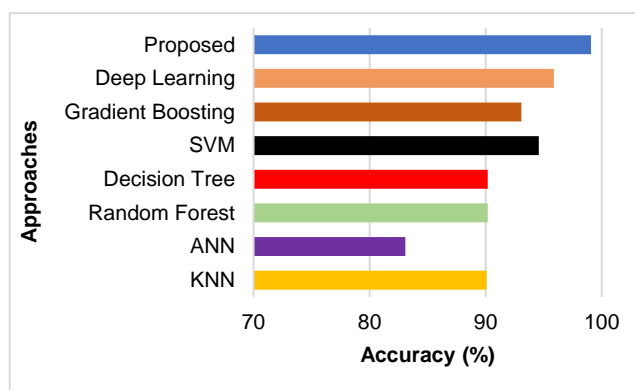 Proposed
Deep Learning
Gradient Boosting
SVM
Decision Tree
Random Forest
ANN
KNN
Approaches
70 80 90 100
Accuracy (%)